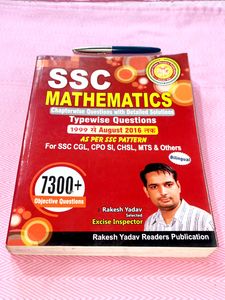 SSC
MATHEMATICS
Chapterwise Questions with Detailed Solutions
Typewise Questions
1999 से August 2016 तक
AS PER SSC PATTERN
For SSC CGL, CPO SI, CHSL, MTS & Others
Bilingual
7300+
Objective Questions
Rakesh Yadav
Selected
Excise Inspector
Rakesh Yadav Readers Publication